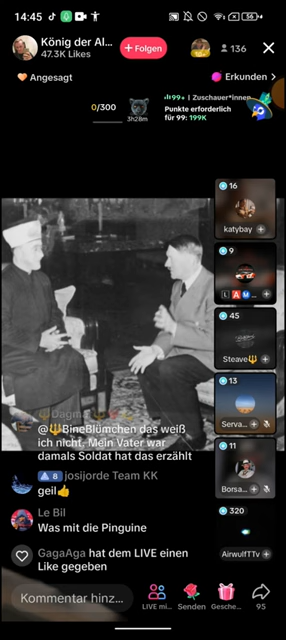 14:45
56
König der Al...
47.3K Likes
+ Folgen
136
Angesagt
Erkunden >
0/300
3h28m
99+ | Zuschauer*innen
Punkte erforderlich
für 99: 199K
16
katybay
9
L A M ...
45
Steave🔱
13
Serva...
11
Borsa...
320
AirwulfTTv
🔱Dagmar
@🔱BineBlümchen das weiß
ich nicht. Mein Vater war
damals Soldat hat das erzählt
8 josijorde Team KK
geil👍
Le Bil
Was mit die Pinguine
GagaAga hat dem LIVE einen
Like gegeben
Kommentar hinz...
LIVE mi...
Senden
Gesche...
95